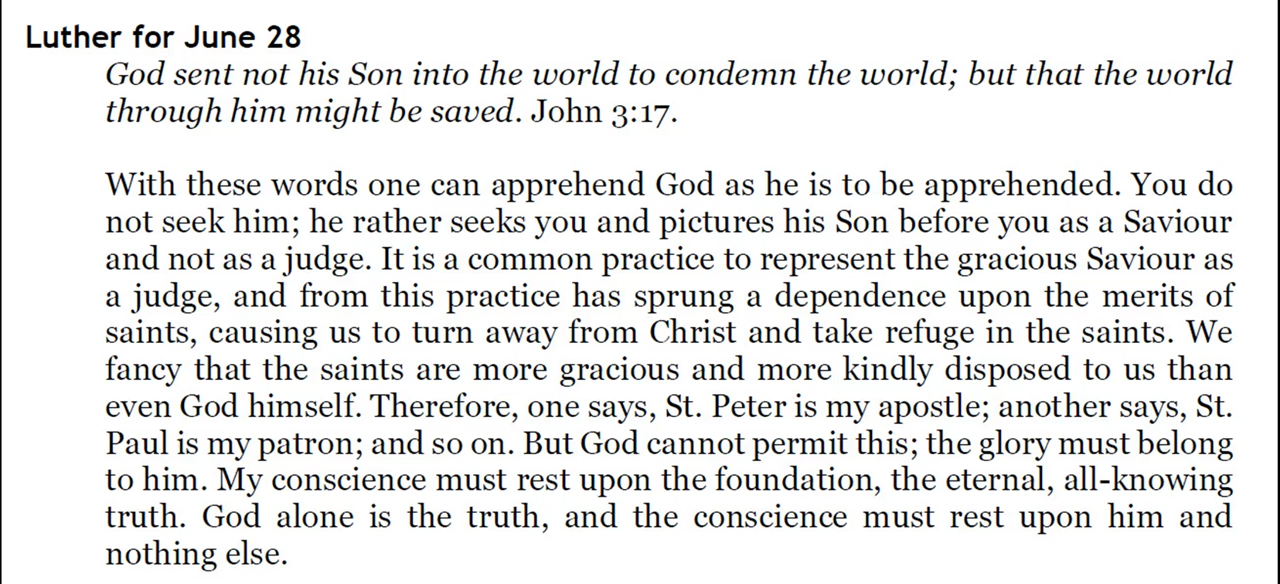 Luther for June 28
God sent not his Son into the world to condemn the world; but that the world
through him might be saved. John 3:17.
With these words one can apprehend God as he is to be apprehended. You do
not seek him; he rather seeks you and pictures his Son before you as a Saviour
and not as a judge. It is a common practice to represent the gracious Saviour as
a judge, and from this practice has sprung a dependence upon the merits of
saints, causing us to turn away from Christ and take refuge in the saints. We
fancy that the saints are more gracious and more kindly disposed to us than
even God himself. Therefore, one says, St. Peter is my apostle; another says, St.
Paul is my patron; and so on. But God cannot permit this; the glory must belong
to him. My conscience must rest upon the foundation, the eternal, all-knowing
truth. God alone is the truth, and the conscience must rest upon him and
nothing else.